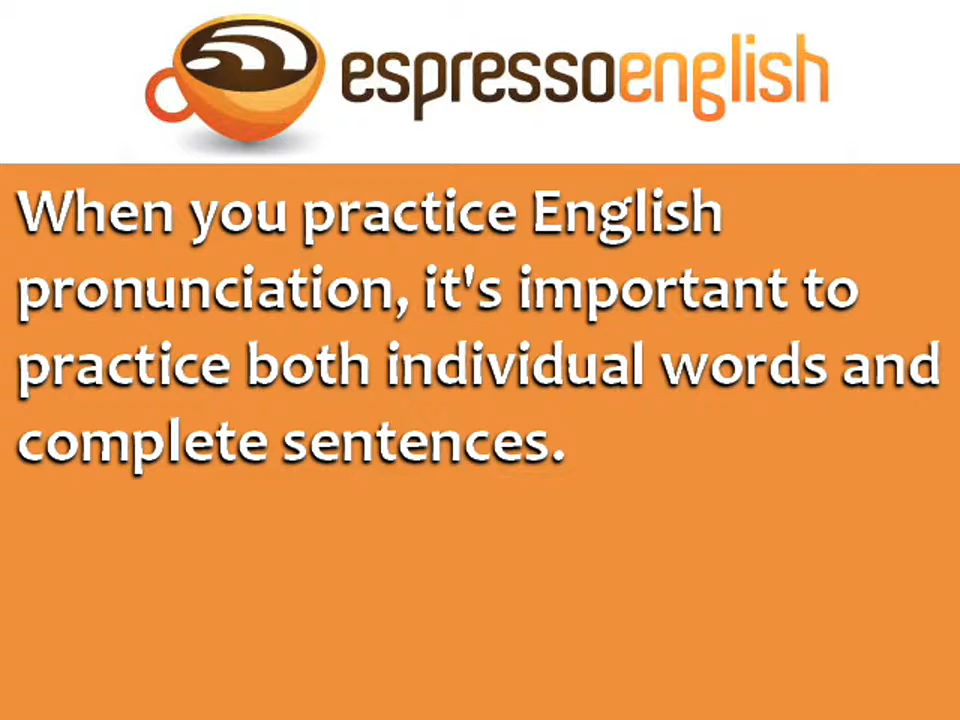 espressoenglish
When you practice English
pronunciation, it's important to
practice both individual words and
complete sentences.